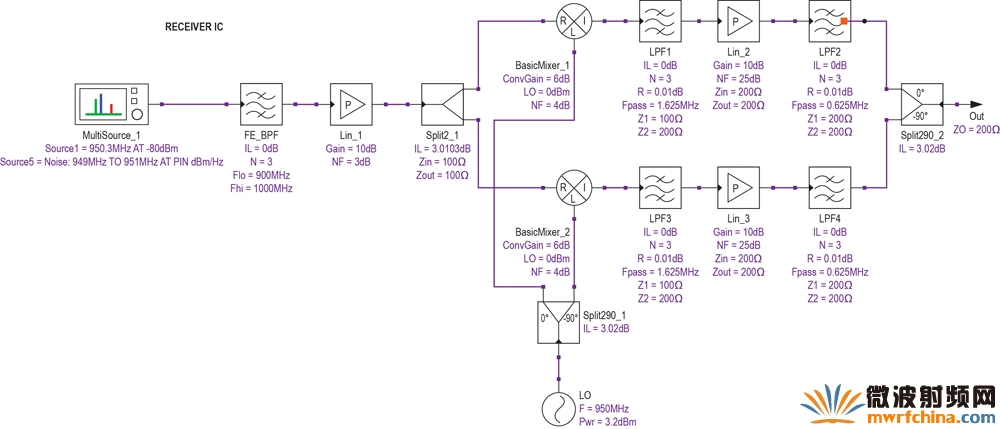 RECEIVER IC
MultiSource_1
Source1 = 950.3MHz AT -80dBm
Source5 = Noise: 949MHz TO 951MHz AT PIN dBm/Hz
FE_BPF
IL = 0dB
N = 3
Flo = 900MHz
Fhi = 1000MHz
P
Lin_1
Gain = 10dB
NF = 3dB
Split2_1
IL = 3.0103dB
Zin = 100Ω
Zout = 100Ω
R I
L
BasicMixer_1
ConvGain = 6dB
LO = 0dBm
NF = 4dB
LPF1
IL = 0dB
N = 3
R = 0.01dB
Fpass = 1.625MHz
Z1 = 100Ω
Z2 = 200Ω
P
Lin_2
Gain = 10dB
NF = 25dB
Zin = 200Ω
Zout = 200Ω
LPF2
IL = 0dB
N = 3
R = 0.01dB
Fpass = 0.625MHz
Z1 = 200Ω
Z2 = 200Ω
0°
-90°
Split290_2
IL = 3.02dB
Out
ZO = 200Ω
R I
L
BasicMixer_2
ConvGain = 6dB
LO = 0dBm
NF = 4dB
LPF3
IL = 0dB
N = 3
R = 0.01dB
Fpass = 1.625MHz
Z1 = 100Ω
Z2 = 200Ω
P
Lin_3
Gain = 10dB
NF = 25dB
Zin = 200Ω
Zout = 200Ω
LPF4
IL = 0dB
N = 3
R = 0.01dB
Fpass = 0.625MHz
Z1 = 200Ω
Z2 = 200Ω
0° -90°
Split290_1
IL = 3.02dB
LO
F = 950MHz
Pwr = 3.2dBm
微波射频网
mwrfchina.com